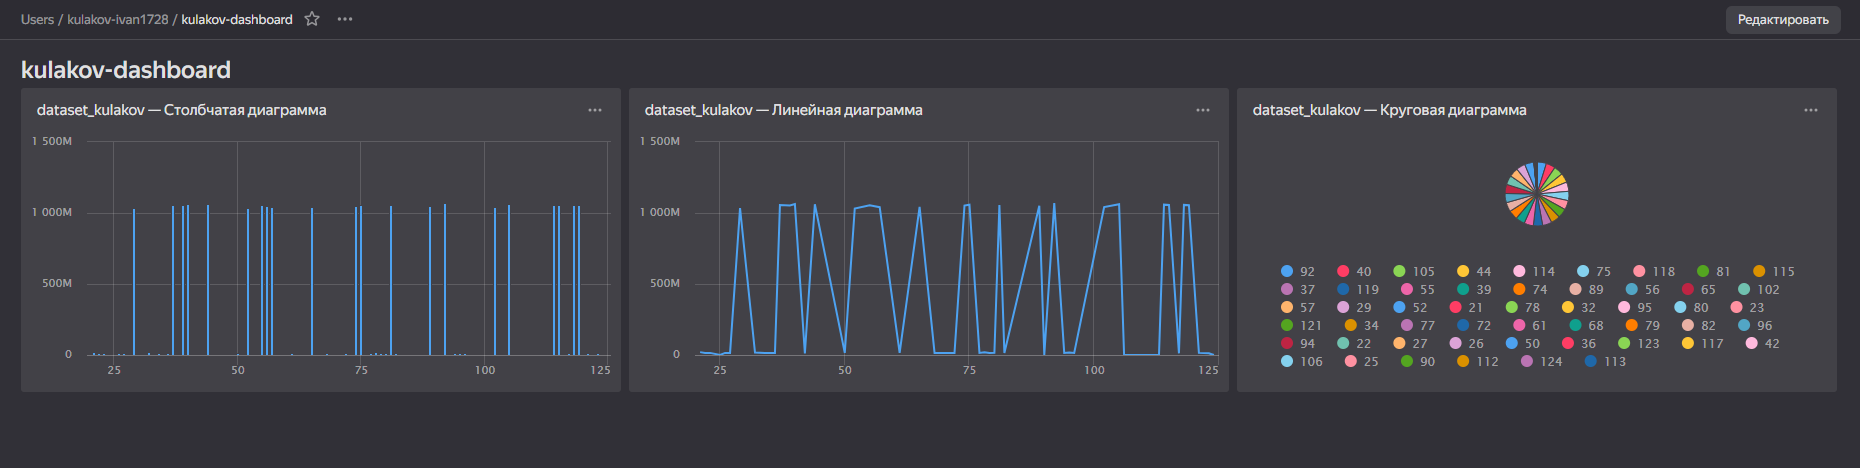 Users / kulakov-ivan1728 / kulakov-dashboard
Редактировать
kulakov-dashboard
dataset_kulakov — Столбчатая диаграмма
1 500M
1 000M
500M
0
25 50 75 100 125
dataset_kulakov — Линейная диаграмма
1 500M
1 000M
500M
0
25 50 75 100 125
dataset_kulakov — Круговая диаграмма
92 40 105 44 114 75 118 81 115
37 119 55 39 74 89 56 65 102
57 29 52 21 78 32 95 80 23
121 34 77 72 61 68 79 82 96
94 22 27 26 50 36 123 117 42
106 25 90 112 124 113